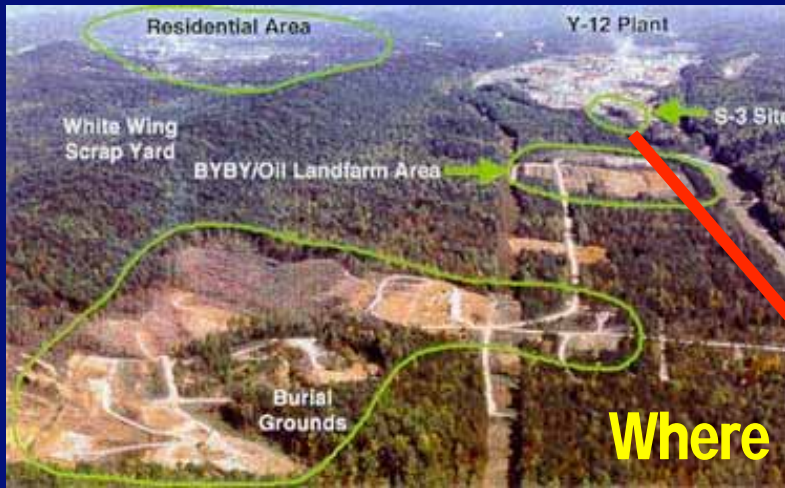 Residential Area
Y-12 Plant
White Wing
Scrap Yard
S-3 Site
BYBY/Oil Landfarm Area
Burial
Grounds
Where